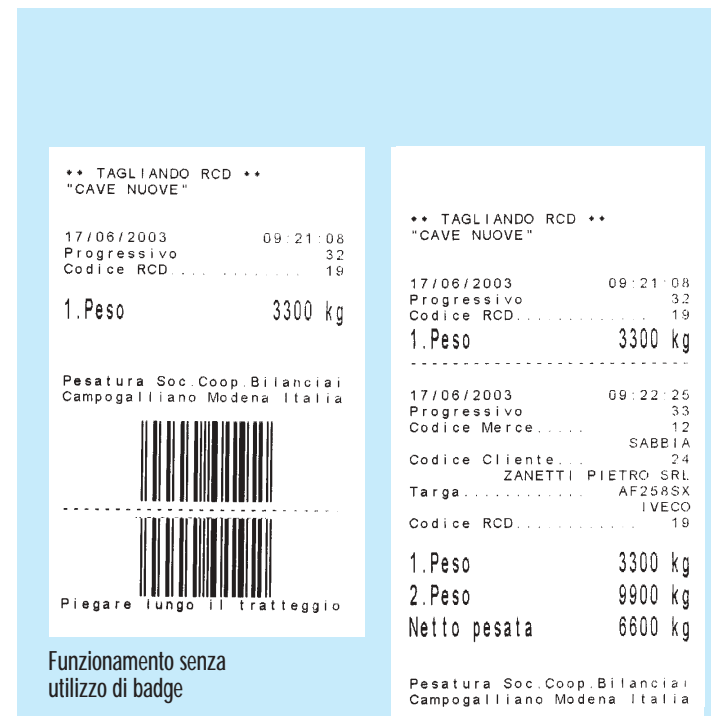 ** TAGLIANDO RCD **
"CAVE NUOVE"
17/06/2003 09:21:08
Progressivo 32
Codice RCD.... ......... 19
1.Peso 3300 kg
Pesatura Soc.Coop.Bilanciai
Campogalliano Modena Italia
Piegare lungo il tratteggio
Funzionamento senza
utilizzo di badge
** TAGLIANDO RCD **
"CAVE NUOVE"
17/06/2003 09:21:08
Progressivo 32
Codice RCD............. 19
1.Peso 3300 kg
17/06/2003 09:22:25
Progressivo 33
Codice Merce..... 12
SABBIA
Codice Cliente... 24
ZANETTI PIETRO SRL
Targa............ AF258SX
IVECO
Codice RCD............ 19
1.Peso 3300 kg
2.Peso 9900 kg
Netto pesata 6600 kg
Pesatura Soc.Coop.Bilanciai
Campogalliano Modena Italia